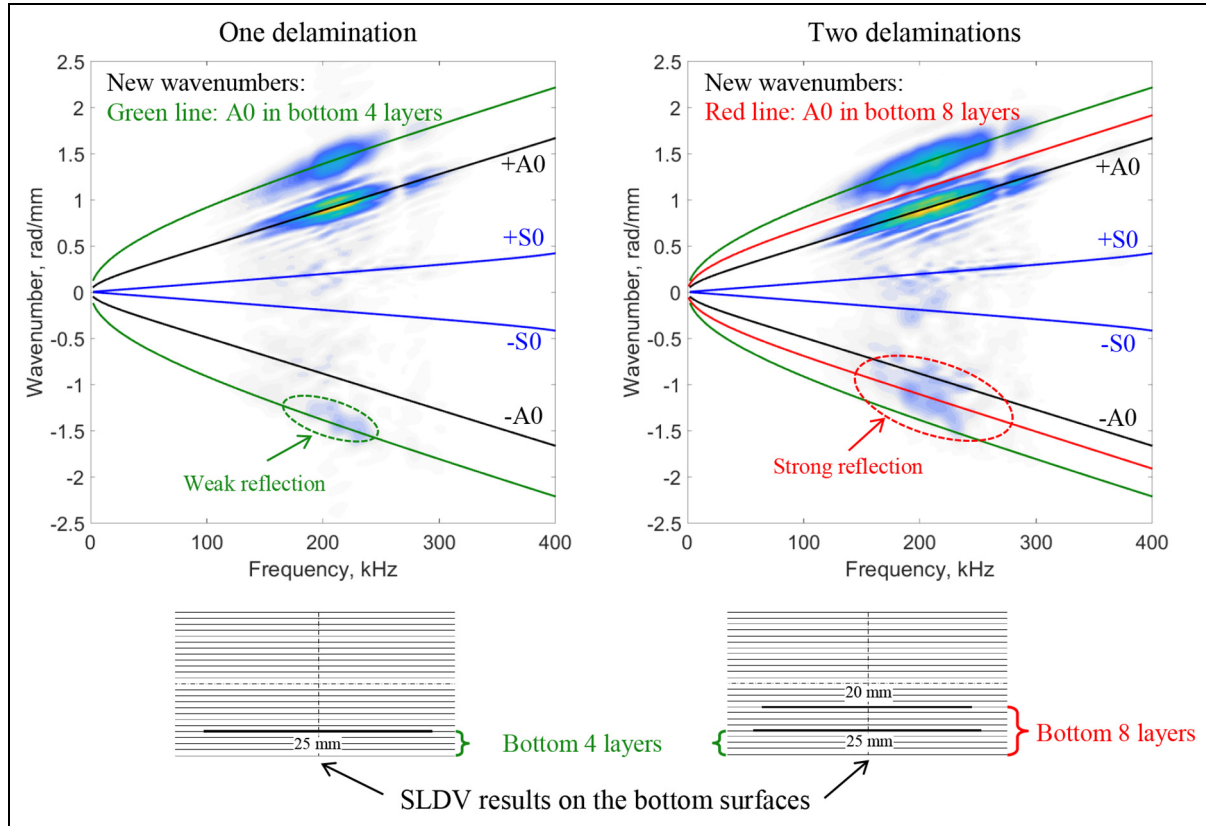 One delamination
New wavenumbers:
Green line: A0 in bottom 4 layers
2.5
2
1.5
1
0.5
0
-0.5
-1
-1.5
-2
-2.5
Wavenumber, rad/mm
+A0
+S0
-S0
-A0
Weak reflection
0
100
200
300
400
Frequency, kHz
Two delaminations
New wavenumbers:
Red line: A0 in bottom 8 layers
2.5
2
1.5
1
0.5
0
-0.5
-1
-1.5
-2
-2.5
Wavenumber, rad/mm
+A0
+S0
-S0
-A0
Strong reflection
0
100
200
300
400
Frequency, kHz
25 mm
Bottom 4 layers
20 mm
25 mm
Bottom 8 layers
SLDV results on the bottom surfaces